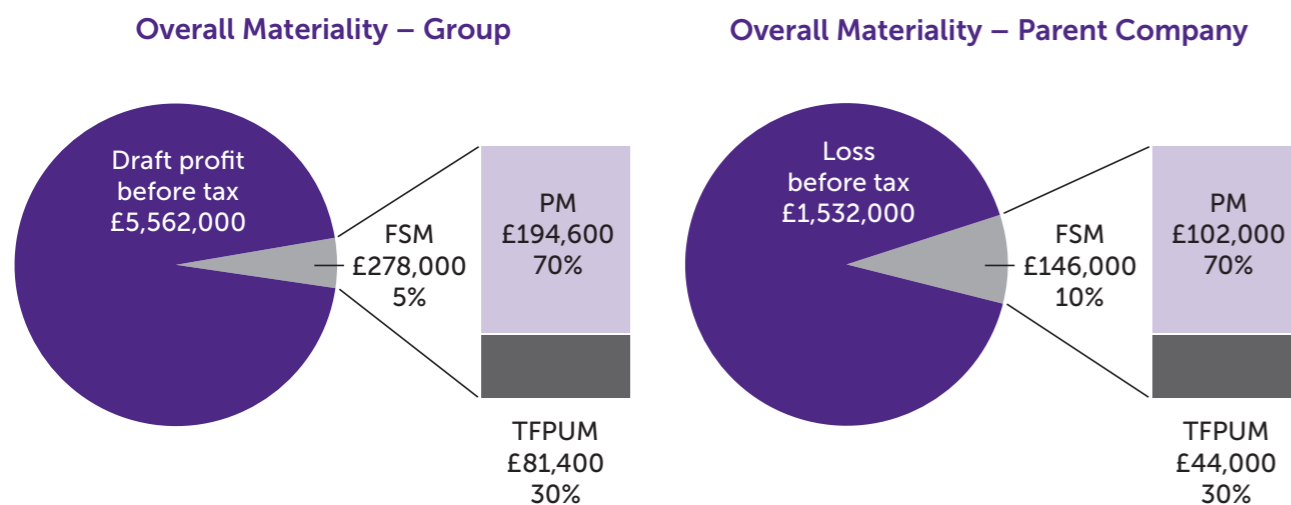 Overall Materiality – Group
Draft profit
before tax
£5,562,000
FSM
£278,000
5%
PM
£194,600
70%
TFPUM
£81,400
30%
Overall Materiality – Parent Company
Loss
before tax
£1,532,000
FSM
£146,000
10%
PM
£102,000
70%
TFPUM
£44,000
30%